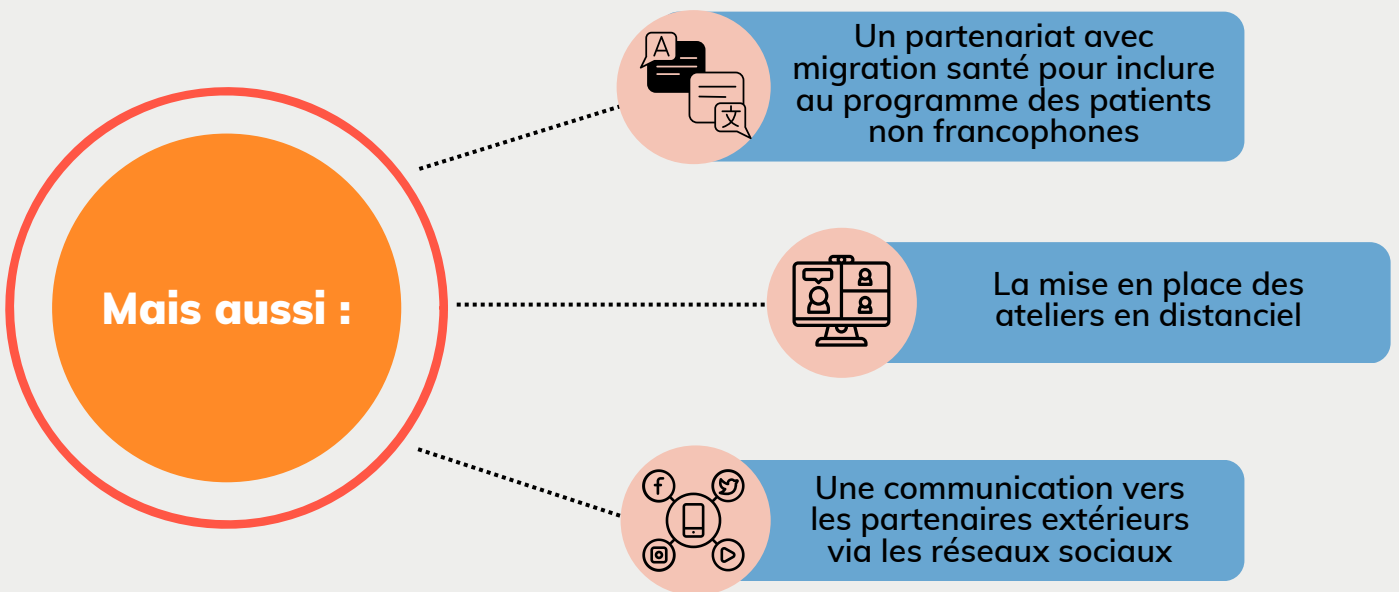 Un partenariat avec
migration santé pour inclure
au programme des patients
non francophones
A
文
Mais aussi :
La mise en place des
ateliers en distanciel
Une communication vers
les partenaires extérieurs
via les réseaux sociaux
f